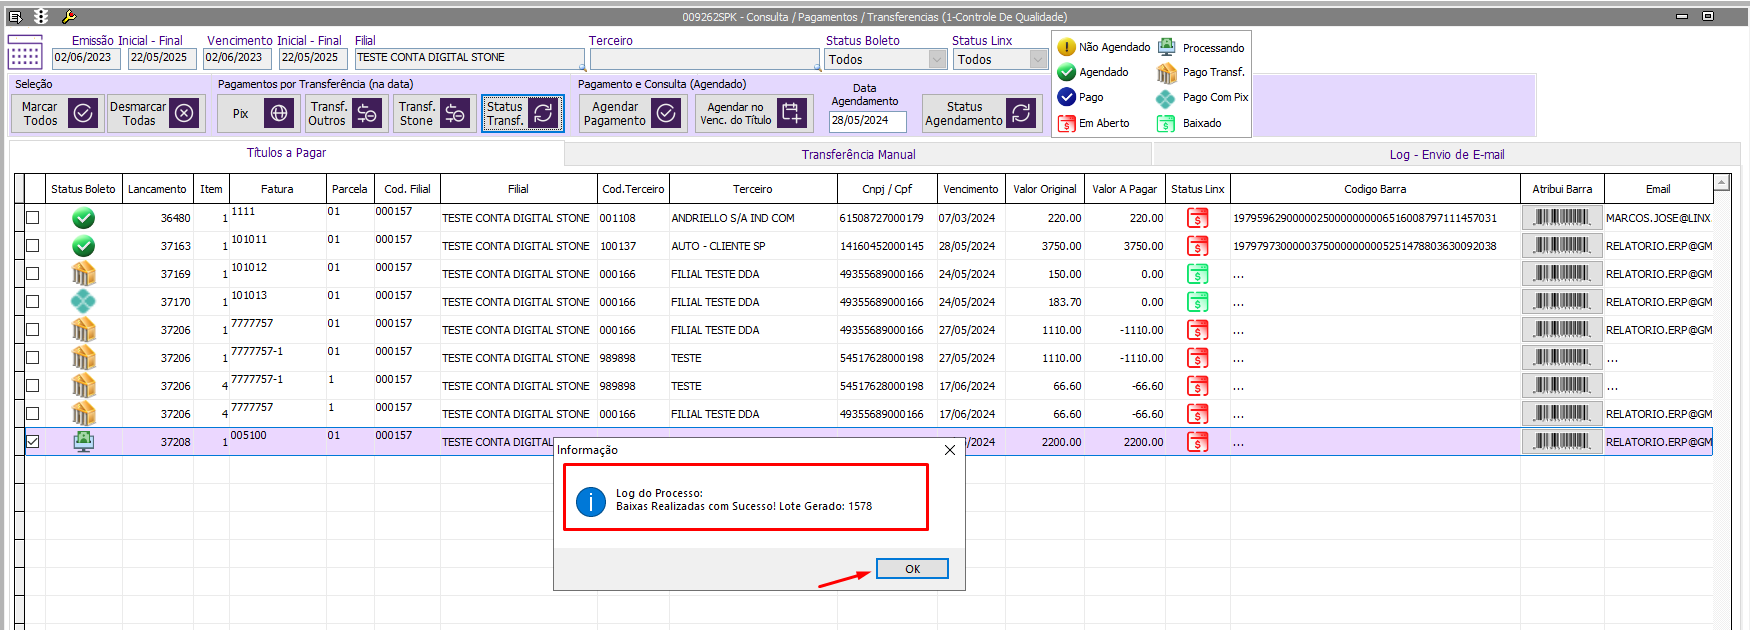 009262SPK - Consulta / Pagamentos / Transferencias (1-Controle De Qualidade)
Emissão Inicial - Final Vencimento Inicial - Final Filial Terceiro Status Boleto Status Linx
02/06/2023 22/05/2025 02/06/2023 22/05/2025 TESTE CONTA DIGITAL STONE Todos Todos
Não Agendado Processando
Agendado Pago Transf.
Pago Pago Com Pix
Em Aberto Baixado
Seleção Pagamentos por Transferência (na data) Pagamento e Consulta (Agendado) Data Agendamento
Marcar Todos Desmarcar Todas Pix Transf. Outros Transf. Stone Status Transf. Agendar Pagamento Agendar no Venc. do Título 28/05/2024 Status Agendamento
Títulos a Pagar Transferência Manual Log - Envio de E-mail
Status Boleto Lancamento Item Fatura Parcela Cod. Filial Filial Cod.Terceiro Terceiro Cnpj / Cpf Vencimento Valor Original Valor A Pagar Status Linx Codigo Barra Atribui Barra Email
36480 1 1111 01 000157 TESTE CONTA DIGITAL STONE 001108 ANDRIELLO S/A IND COM 61508727000179 07/03/2024 220.00 220.00 MARCOS.JOSE@LINX
37163 1 101011 01 000157 TESTE CONTA DIGITAL STONE 100137 AUTO - CLIENTE SP 14160452000145 28/05/2024 3750.00 3750.00 RELATORIO.ERP@GM
37169 1 101012 01 000157 TESTE CONTA DIGITAL STONE 000166 FILIAL TESTE DDA 49355689000166 24/05/2024 150.00 0.00 ... RELATORIO.ERP@GM
37170 1 101013 01 000157 TESTE CONTA DIGITAL STONE 000166 FILIAL TESTE DDA 49355689000166 24/05/2024 183.70 0.00 ... RELATORIO.ERP@GM
37206 1 7777757 01 000157 TESTE CONTA DIGITAL STONE 000166 FILIAL TESTE DDA 49355689000166 27/05/2024 1110.00 -1110.00 ... RELATORIO.ERP@GM
37206 1 7777757-1 01 000157 TESTE CONTA DIGITAL STONE 989898 TESTE 54517628000198 27/05/2024 1110.00 -1110.00 ... ...
37206 4 7777757-1 1 000157 TESTE CONTA DIGITAL STONE 989898 TESTE 54517628000198 17/06/2024 66.60 -66.60 ... ...
37206 4 7777757 1 000157 TESTE CONTA DIGITAL STONE 000166 FILIAL TESTE DDA 49355689000166 17/06/2024 66.60 -66.60 ... RELATORIO.ERP@GM
37208 1 005100 01 000157 TESTE CONTA DIGITAL /2024 2200.00 2200.00 ... RELATORIO.ERP@GM
Informação
Log do Processo:
Baixas Realizadas com Sucesso! Lote Gerado: 1578
OK